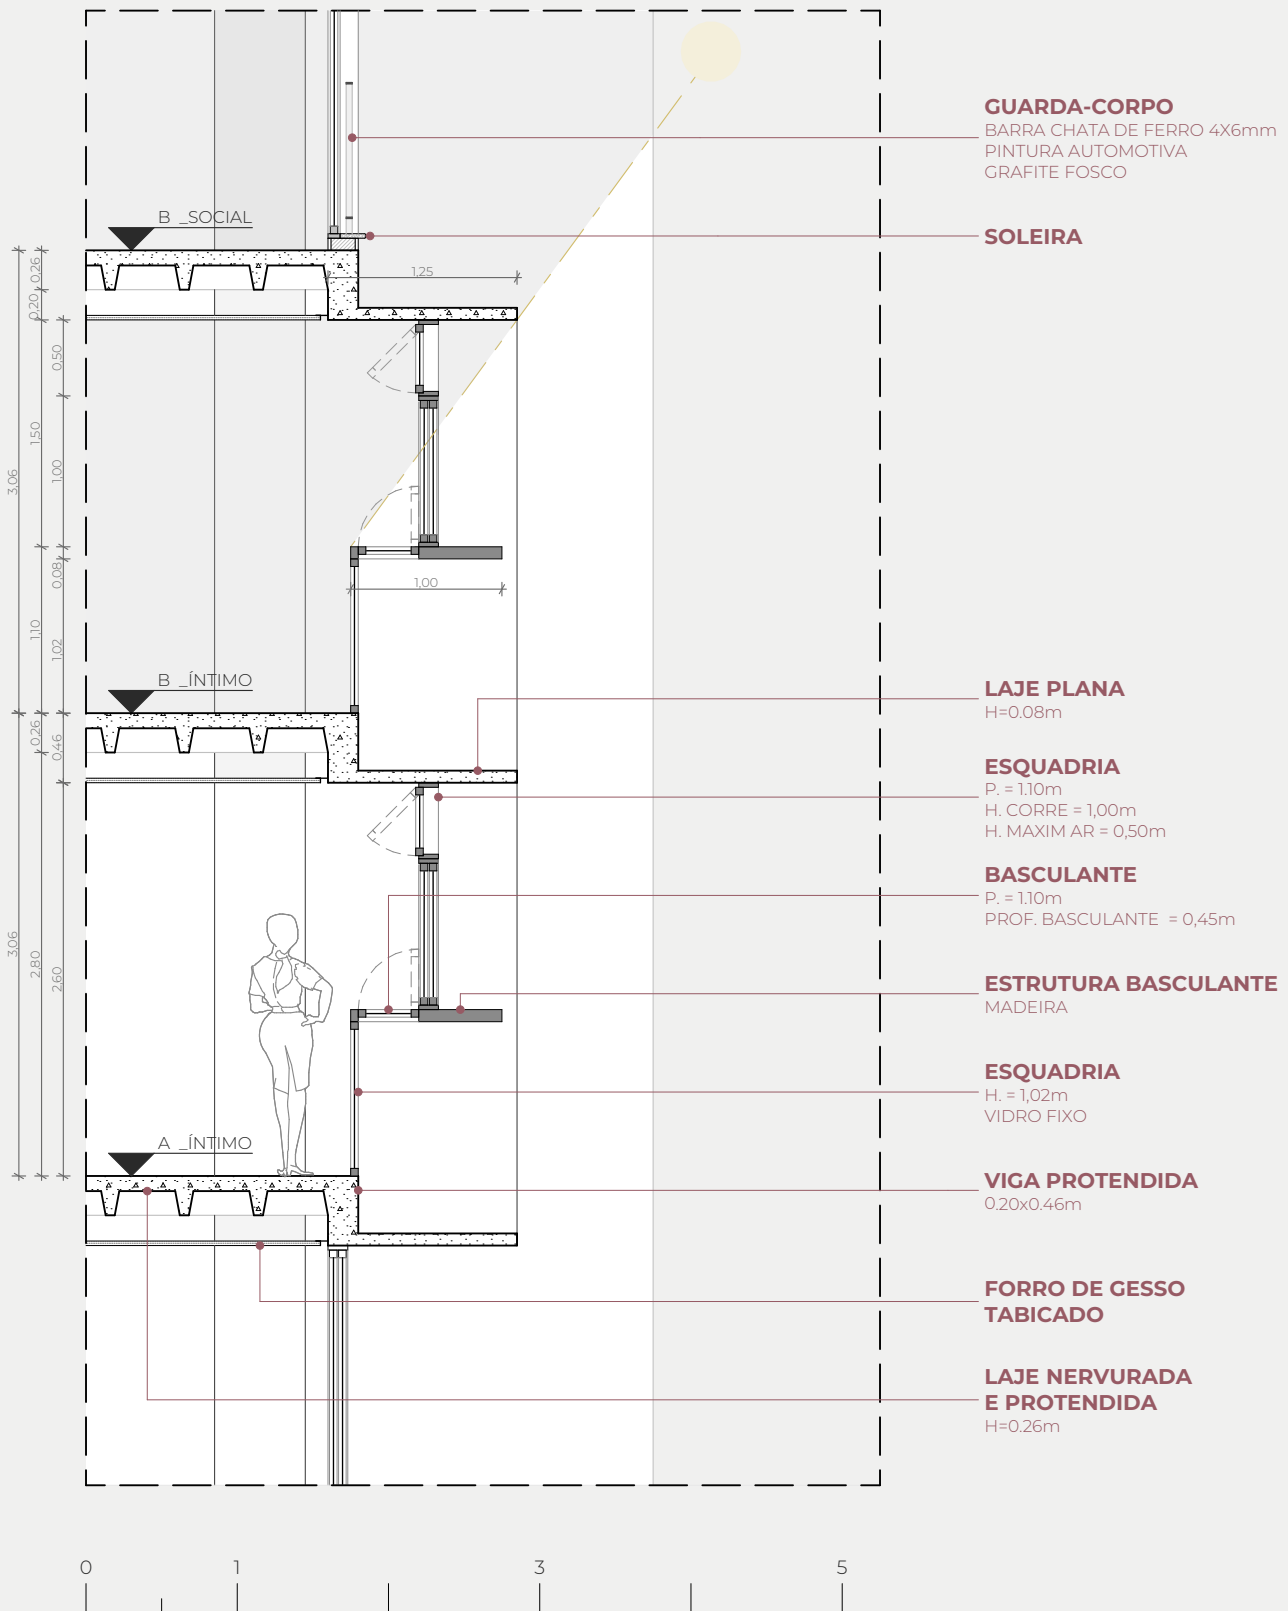 GUARDA-CORPO
BARRA CHATA DE FERRO 4X6mm
PINTURA AUTOMOTIVA
GRAFITE FOSCO
B _SOCIAL
SOLEIRA
1,25
0,26
0,20
0,50
1,50
1,00
3,06
0,08
1,00
1,10
1,02
B _ÍNTIMO
LAJE PLANA
H=0.08m
0,26
0,46
ESQUADRIA
P. = 1.10m
H. CORRE = 1,00m
H. MAXIM AR = 0,50m
BASCULANTE
P. = 1.10m
PROF. BASCULANTE = 0,45m
3,06
2,80
2,60
ESTRUTURA BASCULANTE
MADEIRA
ESQUADRIA
H. = 1,02m
VIDRO FIXO
A _ÍNTIMO
VIGA PROTENDIDA
0.20x0.46m
FORRO DE GESSO
TABICADO
LAJE NERVURADA
E PROTENDIDA
H=0.26m
0 1 3 5